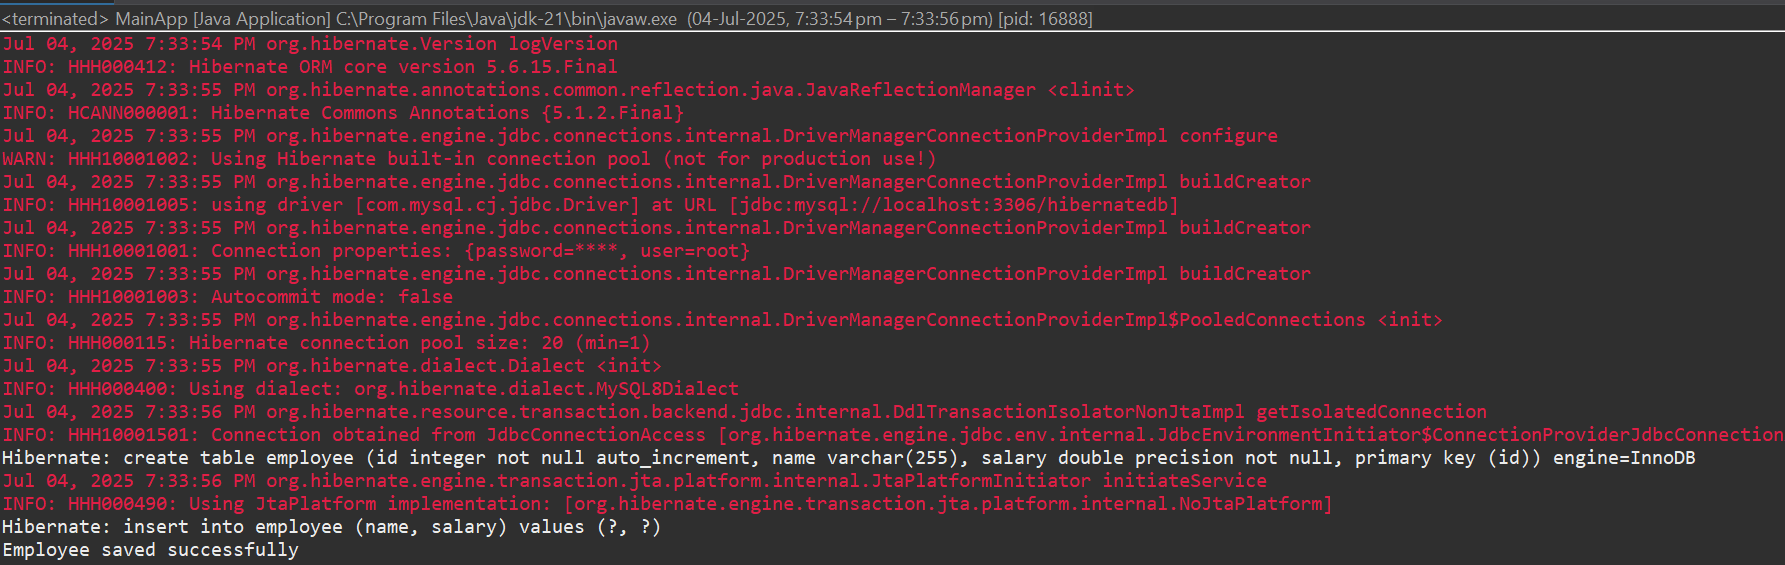 <terminated> MainApp [Java Application] C:\Program Files\Java\jdk-21\bin\javaw.exe (04-Jul-2025, 7:33:54 pm – 7:33:56 pm) [pid: 16888]
Jul 04, 2025 7:33:54 PM org.hibernate.Version logVersion
INFO: HHH000412: Hibernate ORM core version 5.6.15.Final
Jul 04, 2025 7:33:55 PM org.hibernate.annotations.common.reflection.java.JavaReflectionManager <clinit>
INFO: HCANN000001: Hibernate Commons Annotations {5.1.2.Final}
Jul 04, 2025 7:33:55 PM org.hibernate.engine.jdbc.connections.internal.DriverManagerConnectionProviderImpl configure
WARN: HHH10001002: Using Hibernate built-in connection pool (not for production use!)
Jul 04, 2025 7:33:55 PM org.hibernate.engine.jdbc.connections.internal.DriverManagerConnectionProviderImpl buildCreator
INFO: HHH10001005: using driver [com.mysql.cj.jdbc.Driver] at URL [jdbc:mysql://localhost:3306/hibernatedb]
Jul 04, 2025 7:33:55 PM org.hibernate.engine.jdbc.connections.internal.DriverManagerConnectionProviderImpl buildCreator
INFO: HHH10001001: Connection properties: {password=****, user=root}
Jul 04, 2025 7:33:55 PM org.hibernate.engine.jdbc.connections.internal.DriverManagerConnectionProviderImpl buildCreator
INFO: HHH10001003: Autocommit mode: false
Jul 04, 2025 7:33:55 PM org.hibernate.engine.jdbc.connections.internal.DriverManagerConnectionProviderImpl$PooledConnections <init>
INFO: HHH000115: Hibernate connection pool size: 20 (min=1)
Jul 04, 2025 7:33:55 PM org.hibernate.dialect.Dialect <init>
INFO: HHH000400: Using dialect: org.hibernate.dialect.MySQL8Dialect
Jul 04, 2025 7:33:56 PM org.hibernate.resource.transaction.backend.jdbc.internal.DdlTransactionIsolatorNonJtaImpl getIsolatedConnection
INFO: HHH10001501: Connection obtained from JdbcConnectionAccess [org.hibernate.engine.jdbc.env.internal.JdbcEnvironmentInitiator$ConnectionProviderJdbcConnection
Hibernate: create table employee (id integer not null auto_increment, name varchar(255), salary double precision not null, primary key (id)) engine=InnoDB
Jul 04, 2025 7:33:56 PM org.hibernate.engine.transaction.jta.platform.internal.JtaPlatformInitiator initiateService
INFO: HHH000490: Using JtaPlatform implementation: [org.hibernate.engine.transaction.jta.platform.internal.NoJtaPlatform]
Hibernate: insert into employee (name, salary) values (?, ?)
Employee saved successfully